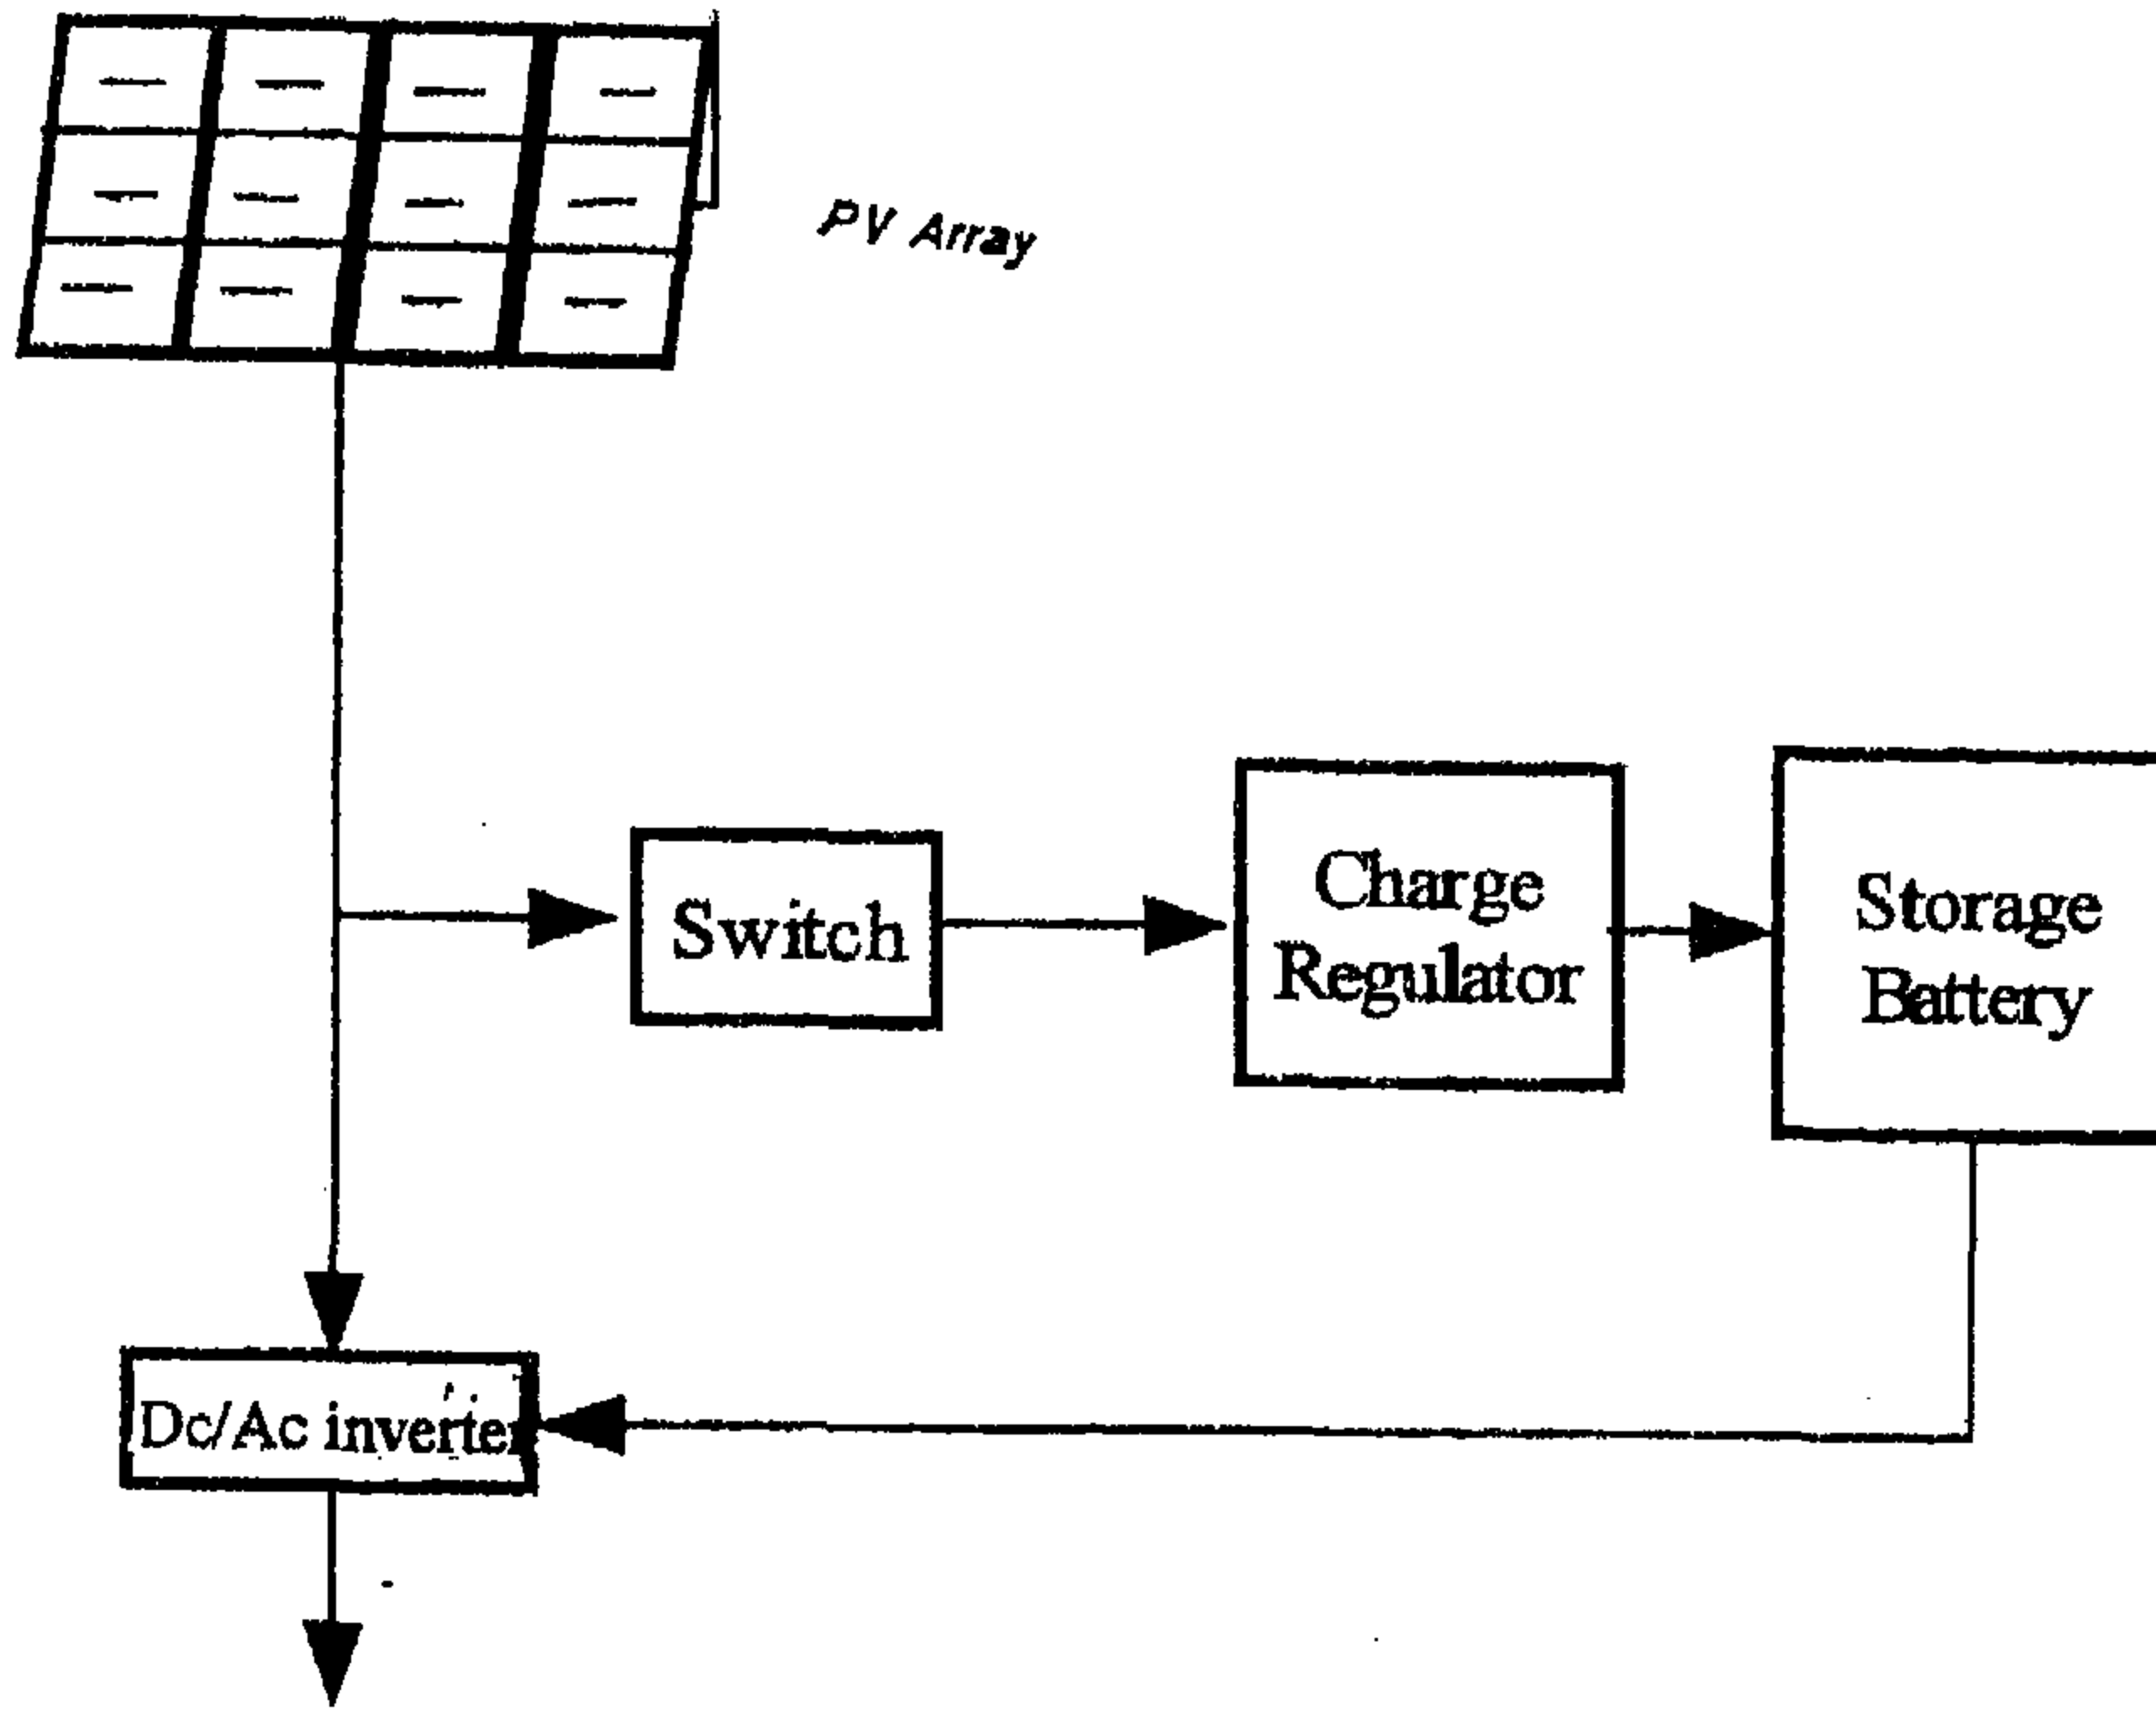 PV Array
Switch
Charge
Regulator
Storage
Battery
Dc/Ac inverter